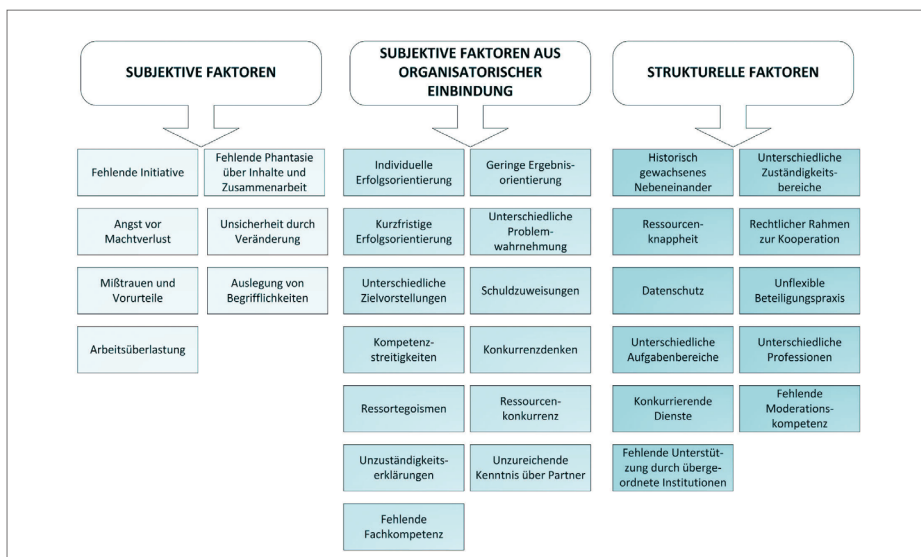 SUBJEKTIVE FAKTOREN
SUBJEKTIVE FAKTOREN AUS
ORGANISATORISCHER
EINBINDUNG
STRUKTURELLE FAKTOREN
Fehlende Initiative
Fehlende Phantasie
über Inhalte und
Zusammenarbeit
Angst vor
Machtverlust
Unsicherheit durch
Veränderung
Mißtrauen und
Vorurteile
Auslegung von
Begrifflichkeiten
Arbeitsüberlastung
Individuelle
Erfolgsorientierung
Geringe Ergebnis-
orientierung
Kurzfristige
Erfolgsorientierung
Unterschiedliche
Problem-
wahrnehmung
Unterschiedliche
Zielvorstellungen
Schuldzuweisungen
Kompetenz-
streitigkeiten
Konkurrenzdenken
Ressortegoismen
Ressourcen-
konkurrenz
Unzuständigkeits-
erklärungen
Unzureichende
Kenntnis über Partner
Fehlende
Fachkompetenz
Historisch
gewachsenes
Nebeneinander
Unterschiedliche
Zuständigkeits-
bereiche
Ressourcen-
knappheit
Rechtlicher Rahmen
zur Kooperation
Datenschutz
Unflexible
Beteiligungspraxis
Unterschiedliche
Aufgabenbereiche
Unterschiedliche
Professionen
Konkurrierende
Dienste
Fehlende
Moderations-
kompetenz
Fehlende Unterstüt-
zung durch überge-
ordnete Institutionen